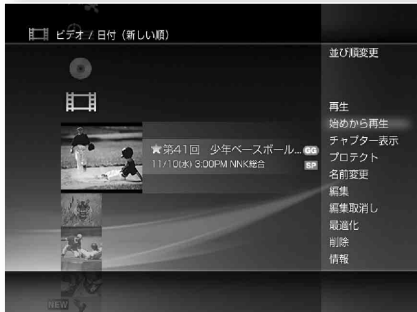 ビデオ / 日付（新しい順）
並び順変更
再生
始めから再生
チャプター表示
プロテクト
名前変更
編集
編集取消し
最適化
削除
情報
★第41回 少年ベースボール... GG
11/10(水) 3:00PM NNK総合 SP
NEW